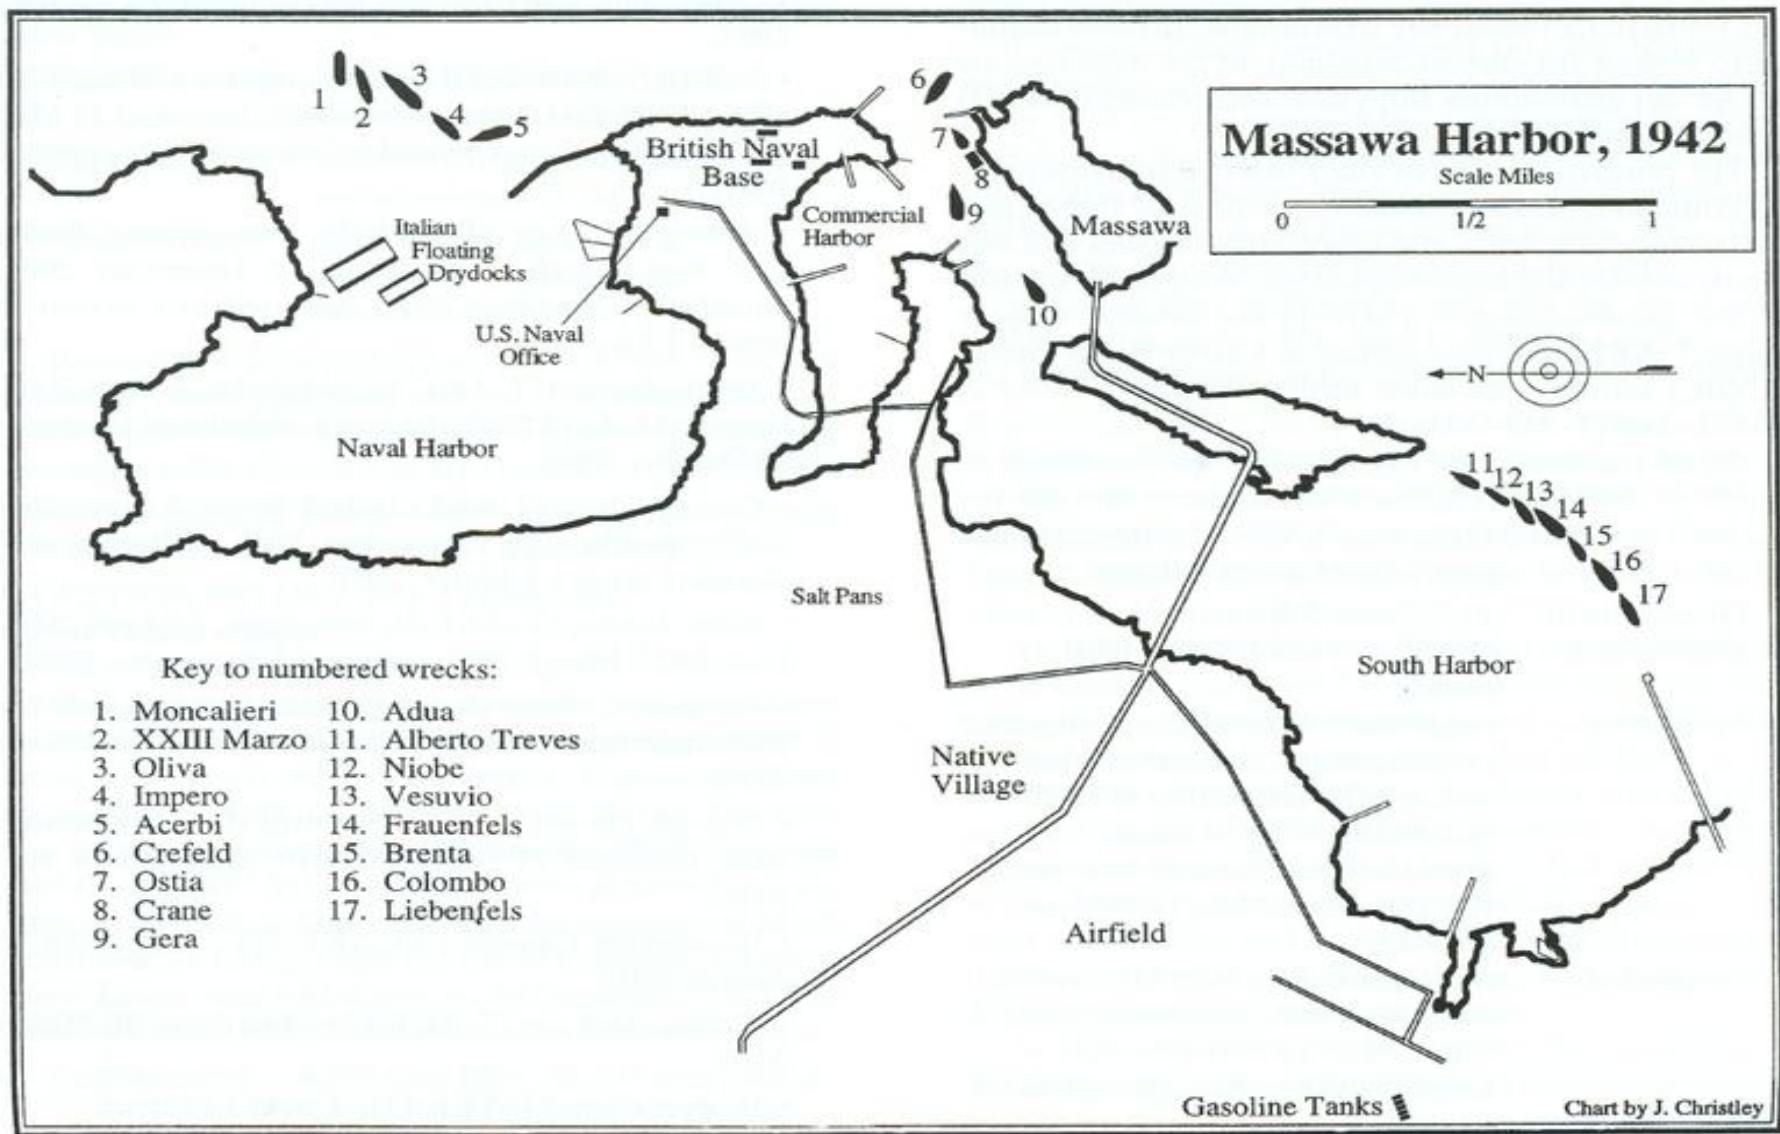 Massawa Harbor, 1942
Scale Miles
0 1/2 1
1
2
3
4
5
6
7
8
9
10
British Naval
Base
Commercial
Harbor
Massawa
Italian
Floating
Drydocks
U.S. Naval
Office
N
Naval Harbor
11
12
13
14
15
16
17
Salt Pans
South Harbor
Native
Village
Airfield
Key to numbered wrecks:
1. Moncalieri
2. XXIII Marzo
3. Oliva
4. Impero
5. Acerbi
6. Crefeld
7. Ostia
8. Crane
9. Gera
10. Adua
11. Alberto Treves
12. Niobe
13. Vesuvio
14. Frauenfels
15. Brenta
16. Colombo
17. Liebenfels
Gasoline Tanks
Chart by J. Christley